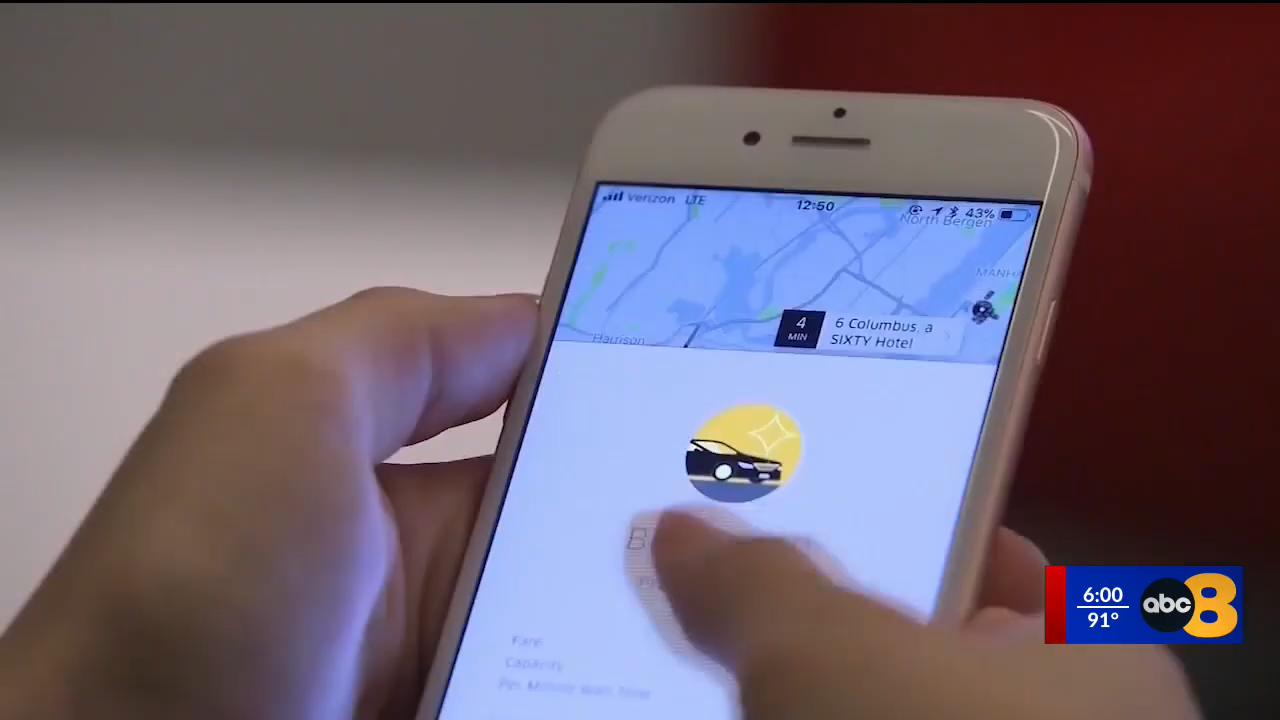 verizon LTE
12:50
43%
North Bergen
MANHA
4
MIN
6 Columbus, a
SIXTY Hotel
Harrison
B
Fare
Capacity
Per Minute Wait Time
6:00
91°
abc 8